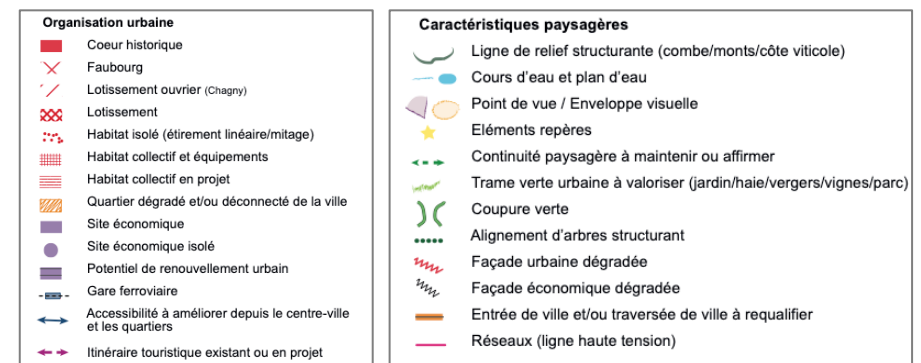 Organisation urbaine
Coeur historique
Faubourg
Lotissement ouvrier (Chagny)
Lotissement
Habitat isolé (étirement linéaire/mitage)
Habitat collectif et équipements
Habitat collectif en projet
Quartier dégradé et/ou déconnecté de la ville
Site économique
Site économique isolé
Potentiel de renouvellement urbain
Gare ferroviaire
Accessibilité à améliorer depuis le centre-ville
et les quartiers
Itinéraire touristique existant ou en projet
Caractéristiques paysagères
Ligne de relief structurante (combe/monts/côte viticole)
Cours d'eau et plan d'eau
Point de vue / Enveloppe visuelle
Eléments repères
Continuité paysagère à maintenir ou affirmer
Trame verte urbaine à valoriser (jardin/haie/vergers/vignes/parc)
Coupure verte
Alignement d'arbres structurant
Façade urbaine dégradée
Façade économique dégradée
Entrée de ville et/ou traversée de ville à requalifier
Réseaux (ligne haute tension)